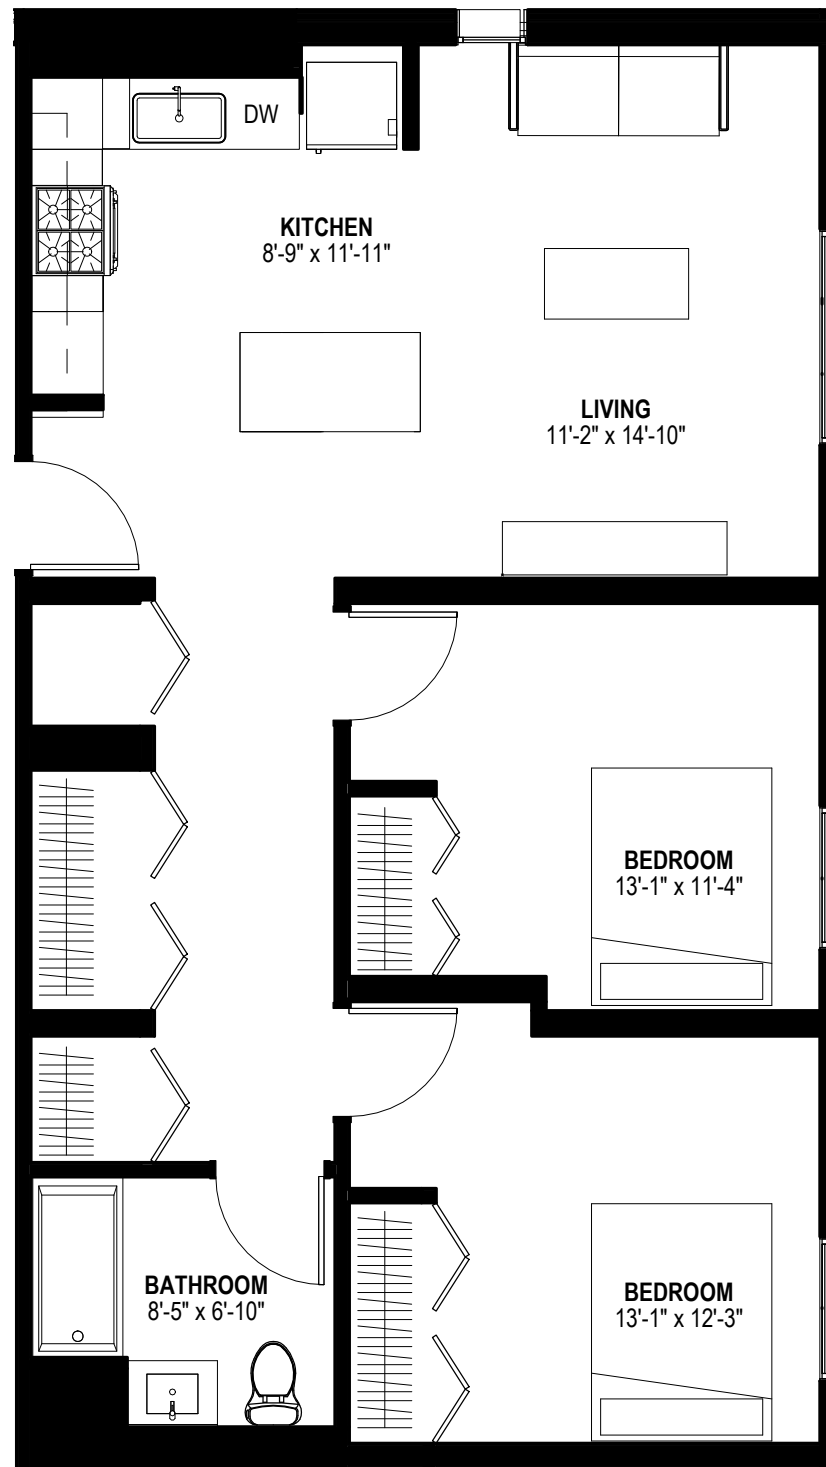 DW
KITCHEN
8'-9" x 11'-11"
LIVING
11'-2" x 14'-10"
BEDROOM
13'-1" x 11'-4"
BATHROOM
8'-5" x 6'-10"
BEDROOM
13'-1" x 12'-3"